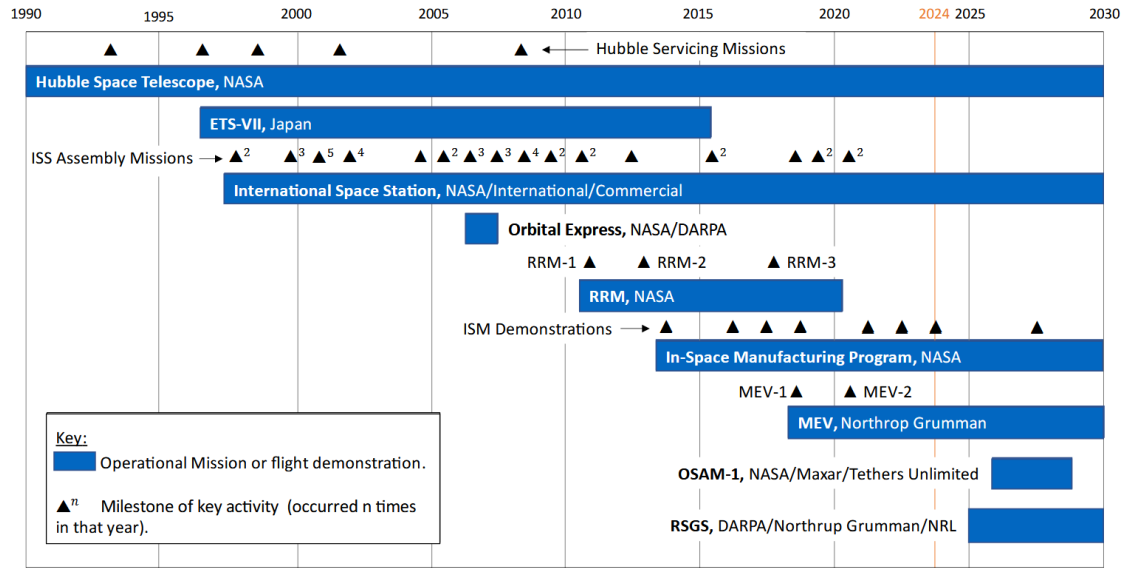 1990 1995 2000 2005 2010 2015 2020 2024 2025 2030
Hubble Servicing Missions
Hubble Space Telescope, NASA
ETS-VII, Japan
ISS Assembly Missions 2 3 5 4 2 3 3 4 2 2 2 2 2
International Space Station, NASA/International/Commercial
Orbital Express, NASA/DARPA
RRM-1 RRM-2 RRM-3
RRM, NASA
ISM Demonstrations
In-Space Manufacturing Program, NASA
MEV-1 MEV-2
MEV, Northrop Grumman
OSAM-1, NASA/Maxar/Tethers Unlimited
RSGS, DARPA/Northrup Grumman/NRL
Key:
Operational Mission or flight demonstration.
n Milestone of key activity (occurred n times
in that year).